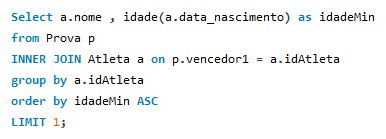 Select a.nome , idade(a.data_nascimento) as idadeMin
from Prova p
INNER JOIN Atleta a on p.vencedor1 = a.idAtleta
group by a.idAtleta
order by idadeMin ASC
LIMIT 1;